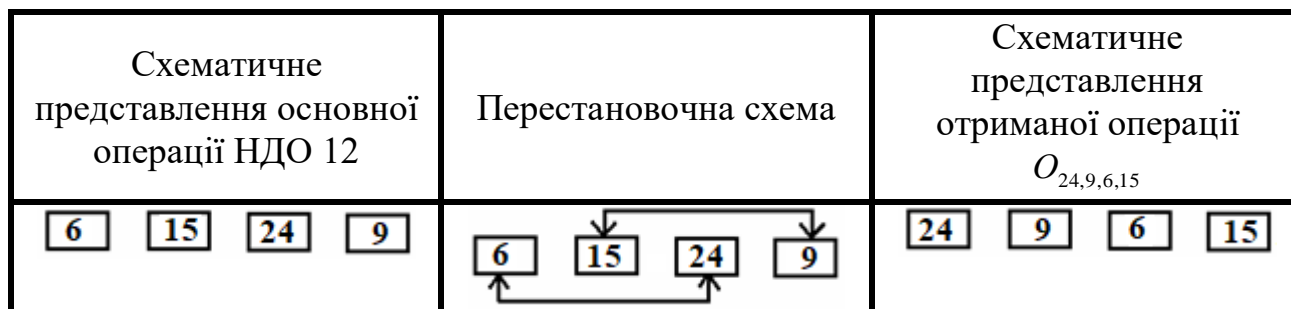 Схематичне
представлення основної
операції НДО 12
Перестановочна схема
Схематичне
представлення
отриманої операції
O24,9,6,15
6 15 24 9
6 15 24 9
24 9 6 15